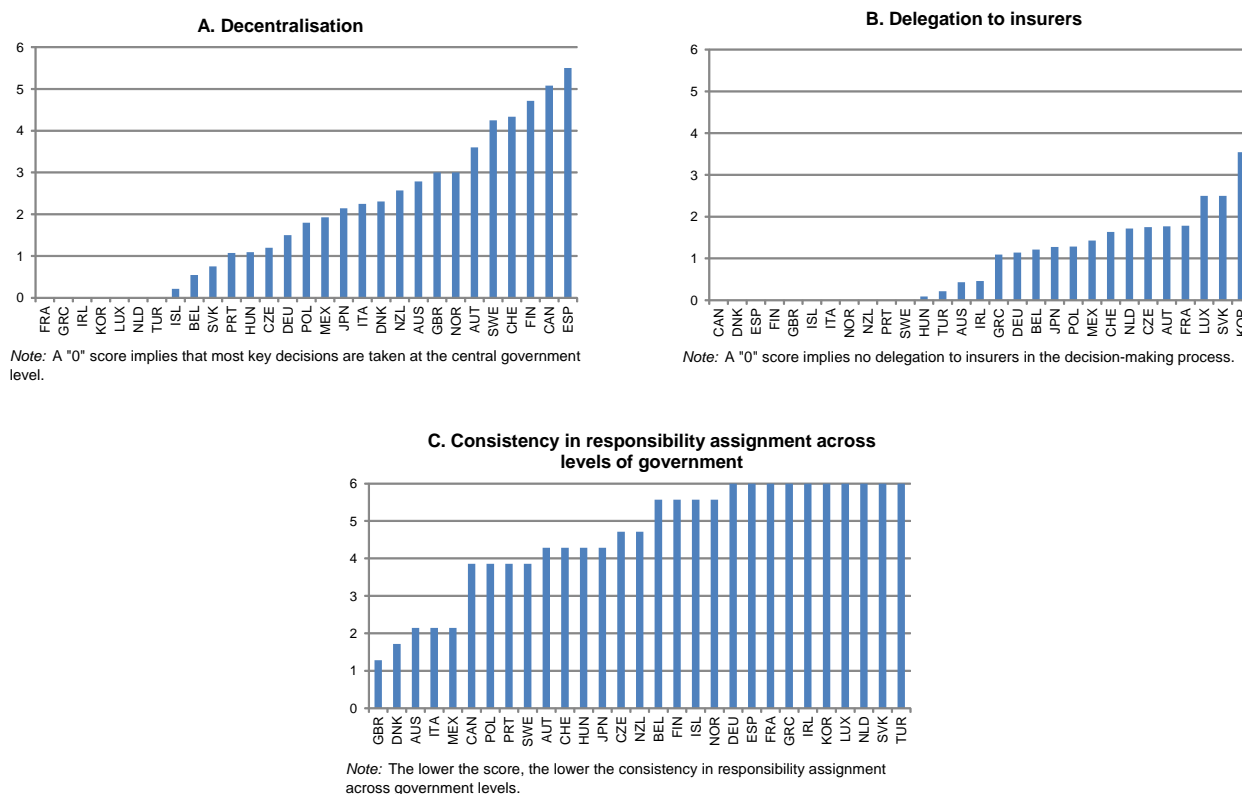 A. Decentralisation
6
5
4
3
2
1
0
FRA GRC IRL KOR LUX NLD TUR ISL BEL SVK PRT HUN CZE DEU POL MEX JPN ITA DNK NZL AUS GBR NOR AUT SWE CHE FIN CAN ESP
Note: A "0" score implies that most key decisions are taken at the central government
level.
B. Delegation to insurers
6
5
4
3
2
1
0
CAN DNK ESP FIN GBR ISL ITA NOR NZL PRT SWE HUN TUR AUS IRL GRC DEU BEL JPN POL MEX CHE NLD CZE AUT FRA LUX SVK KOR
Note: A "0" score implies no delegation to insurers in the decision-making process.
C. Consistency in responsibility assignment across
levels of government
6
5
4
3
2
1
0
GBR DNK AUS ITA MEX CAN POL PRT SWE AUT CHE HUN JPN CZE NZL BEL FIN ISL NOR DEU ESP FRA GRC IRL KOR LUX NLD SVK TUR
Note: The lower the score, the lower the consistency in responsibility assignment
across government levels.